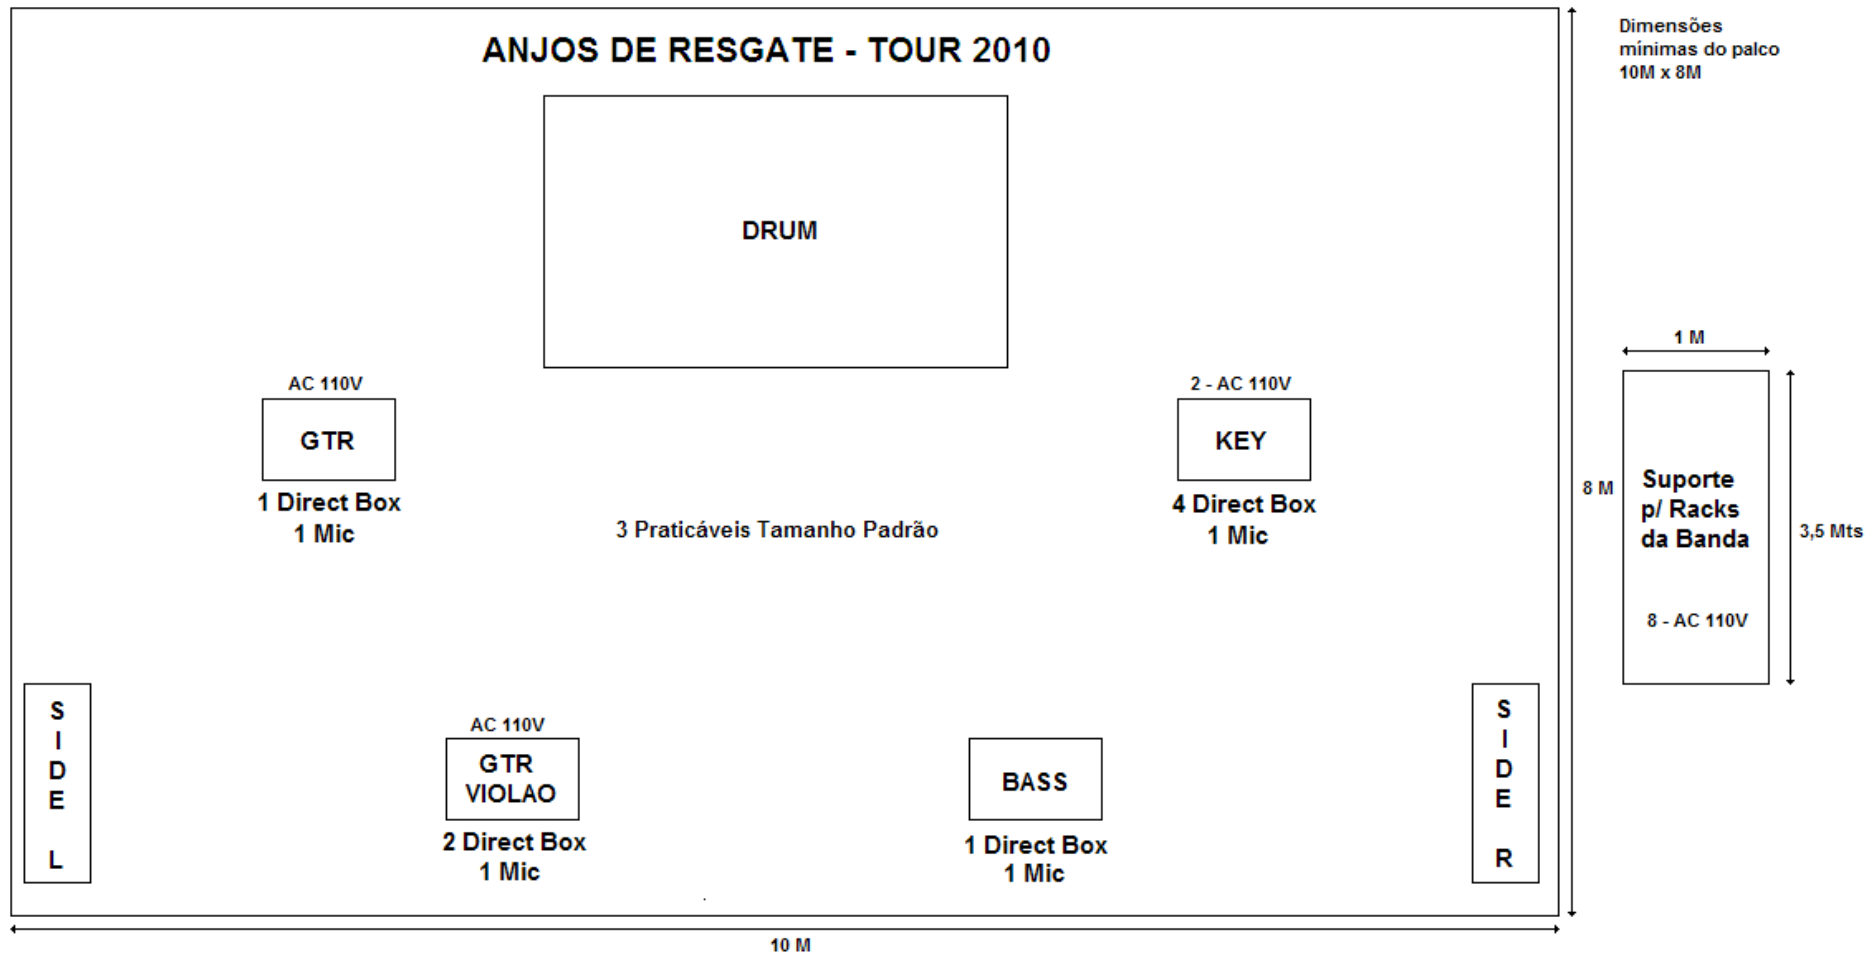 ANJOS DE RESGATE - TOUR 2010
Dimensões
mínimas do palco
10M x 8M
DRUM
1 M
AC 110V
GTR
1 Direct Box
1 Mic
2 - AC 110V
KEY
4 Direct Box
1 Mic
3 Praticáveis Tamanho Padrão
8 M
Suporte
p/ Racks
da Banda
8 - AC 110V
3,5 Mts
S
I
D
E
L
AC 110V
GTR
VIOLAO
2 Direct Box
1 Mic
BASS
1 Direct Box
1 Mic
S
I
D
E
R
10 M